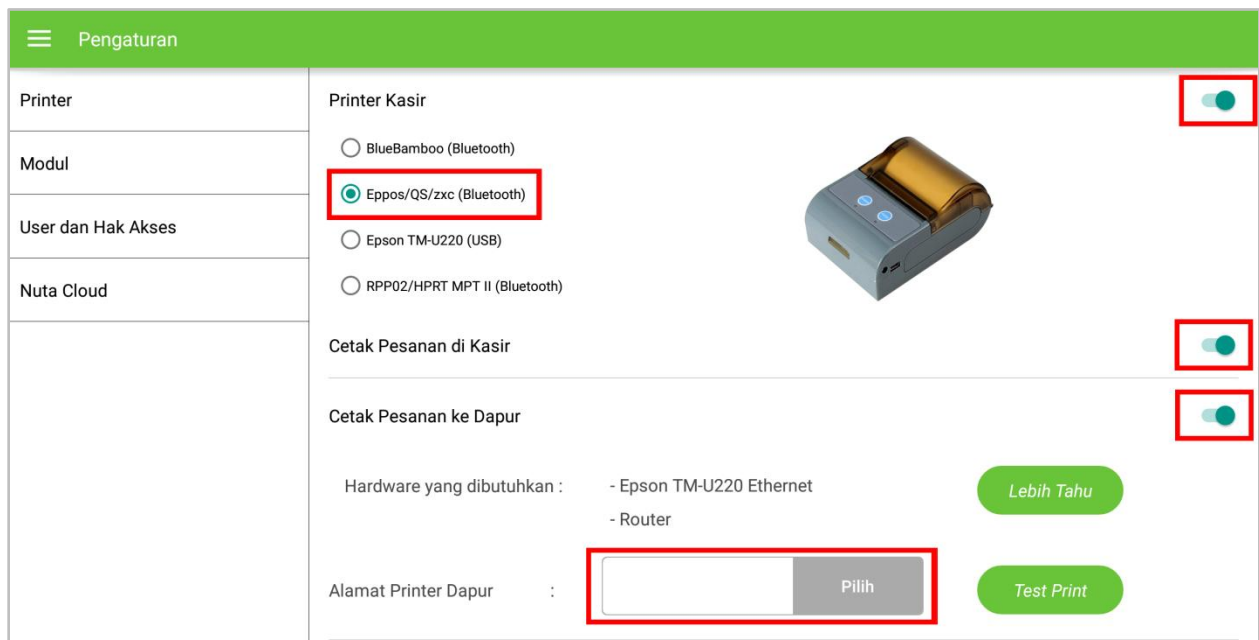 Pengaturan
Printer
Modul
User dan Hak Akses
Nuta Cloud
Printer Kasir
BlueBamboo (Bluetooth)
Eppos/QS/zxc (Bluetooth)
Epson TM-U220 (USB)
RPP02/HPRT MPT II (Bluetooth)
Cetak Pesanan di Kasir
Cetak Pesanan ke Dapur
Hardware yang dibutuhkan : - Epson TM-U220 Ethernet Lebih Tahu
- Router
Alamat Printer Dapur : Pilih Test Print